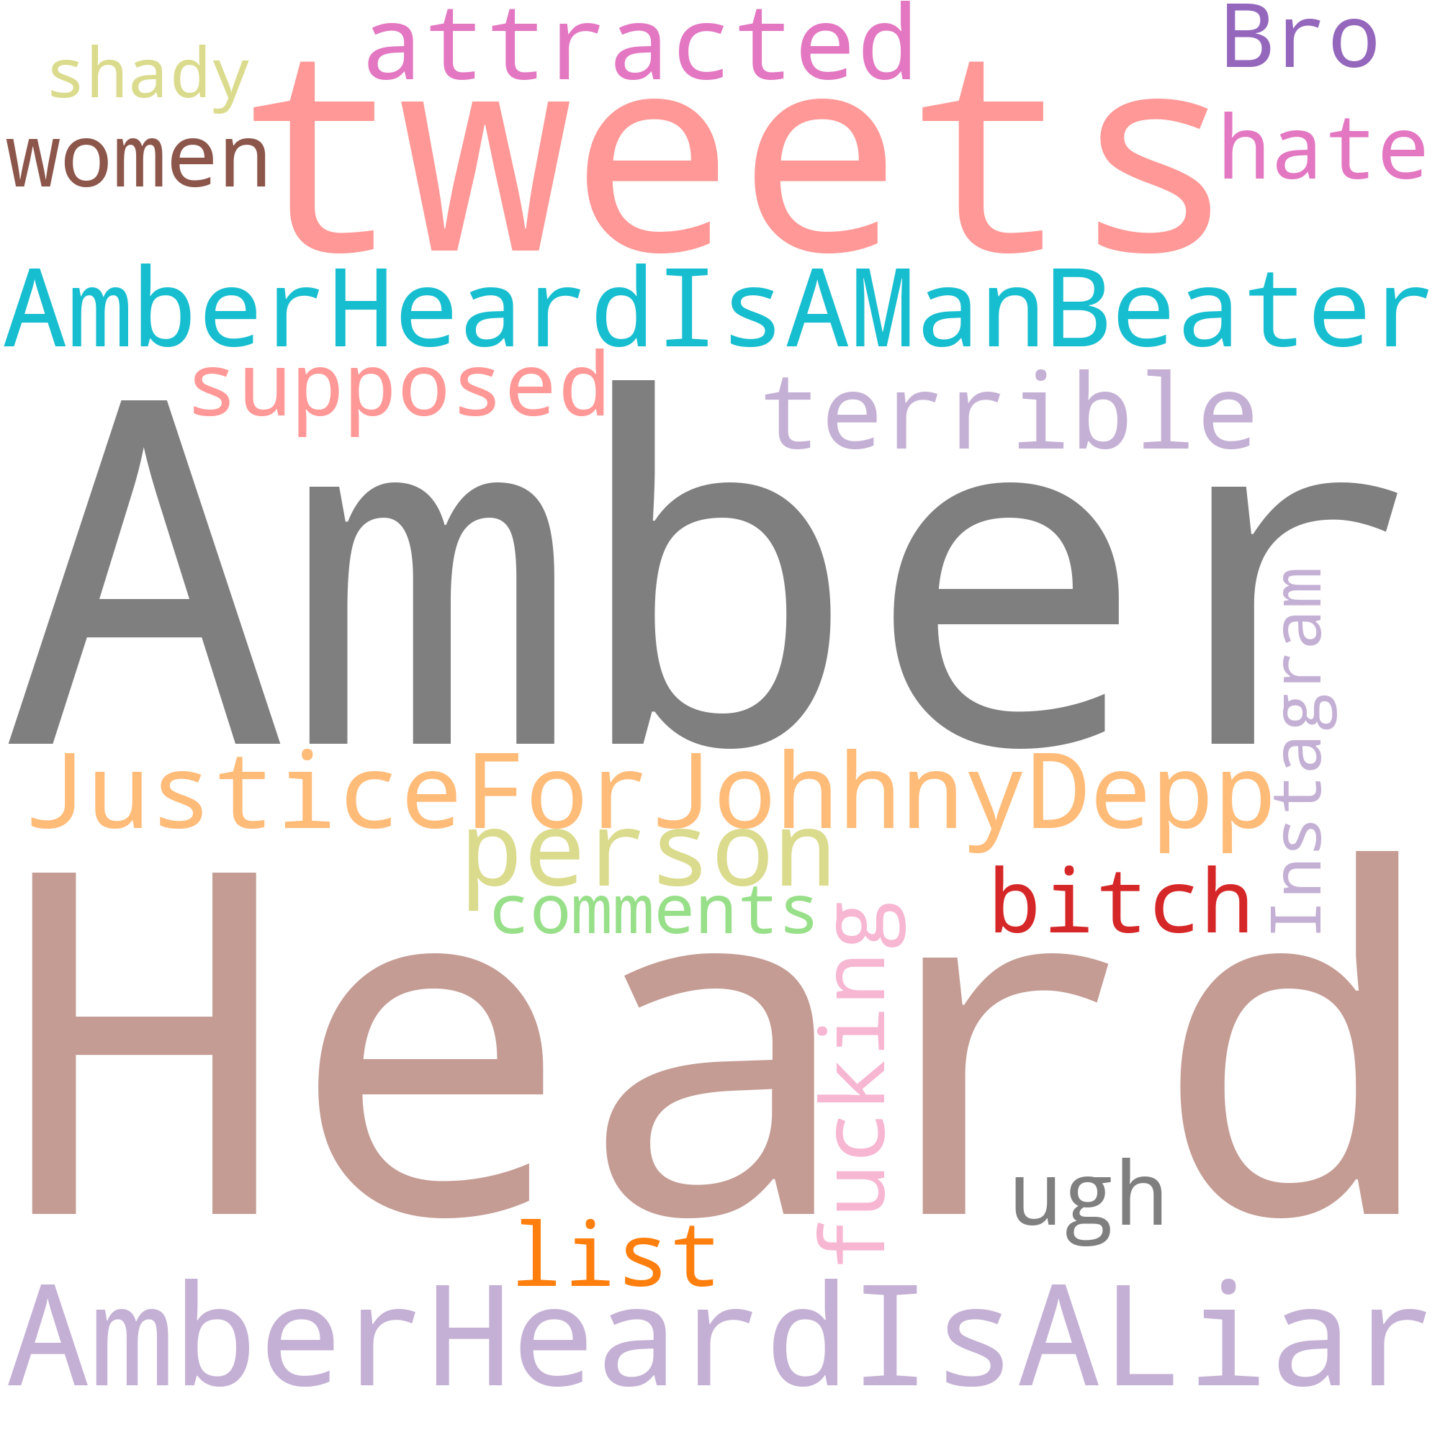 attracted
Bro
shady
tweets
women
hate
AmberHeardIsAManBeater
supposed
terrible
Amber
Instagram
JusticeForJohhnyDepp
person
comments
bitch
Heard
fucking
ugh
list
AmberHeardIsALiar